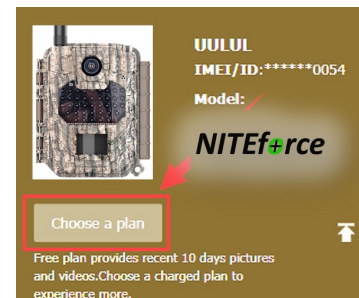 UULUL
IMEI/ID:******0054
Model:
NITEforce
Choose a plan
Free plan provides recent 10 days pictures
and videos.Choose a charged plan to
experience more.